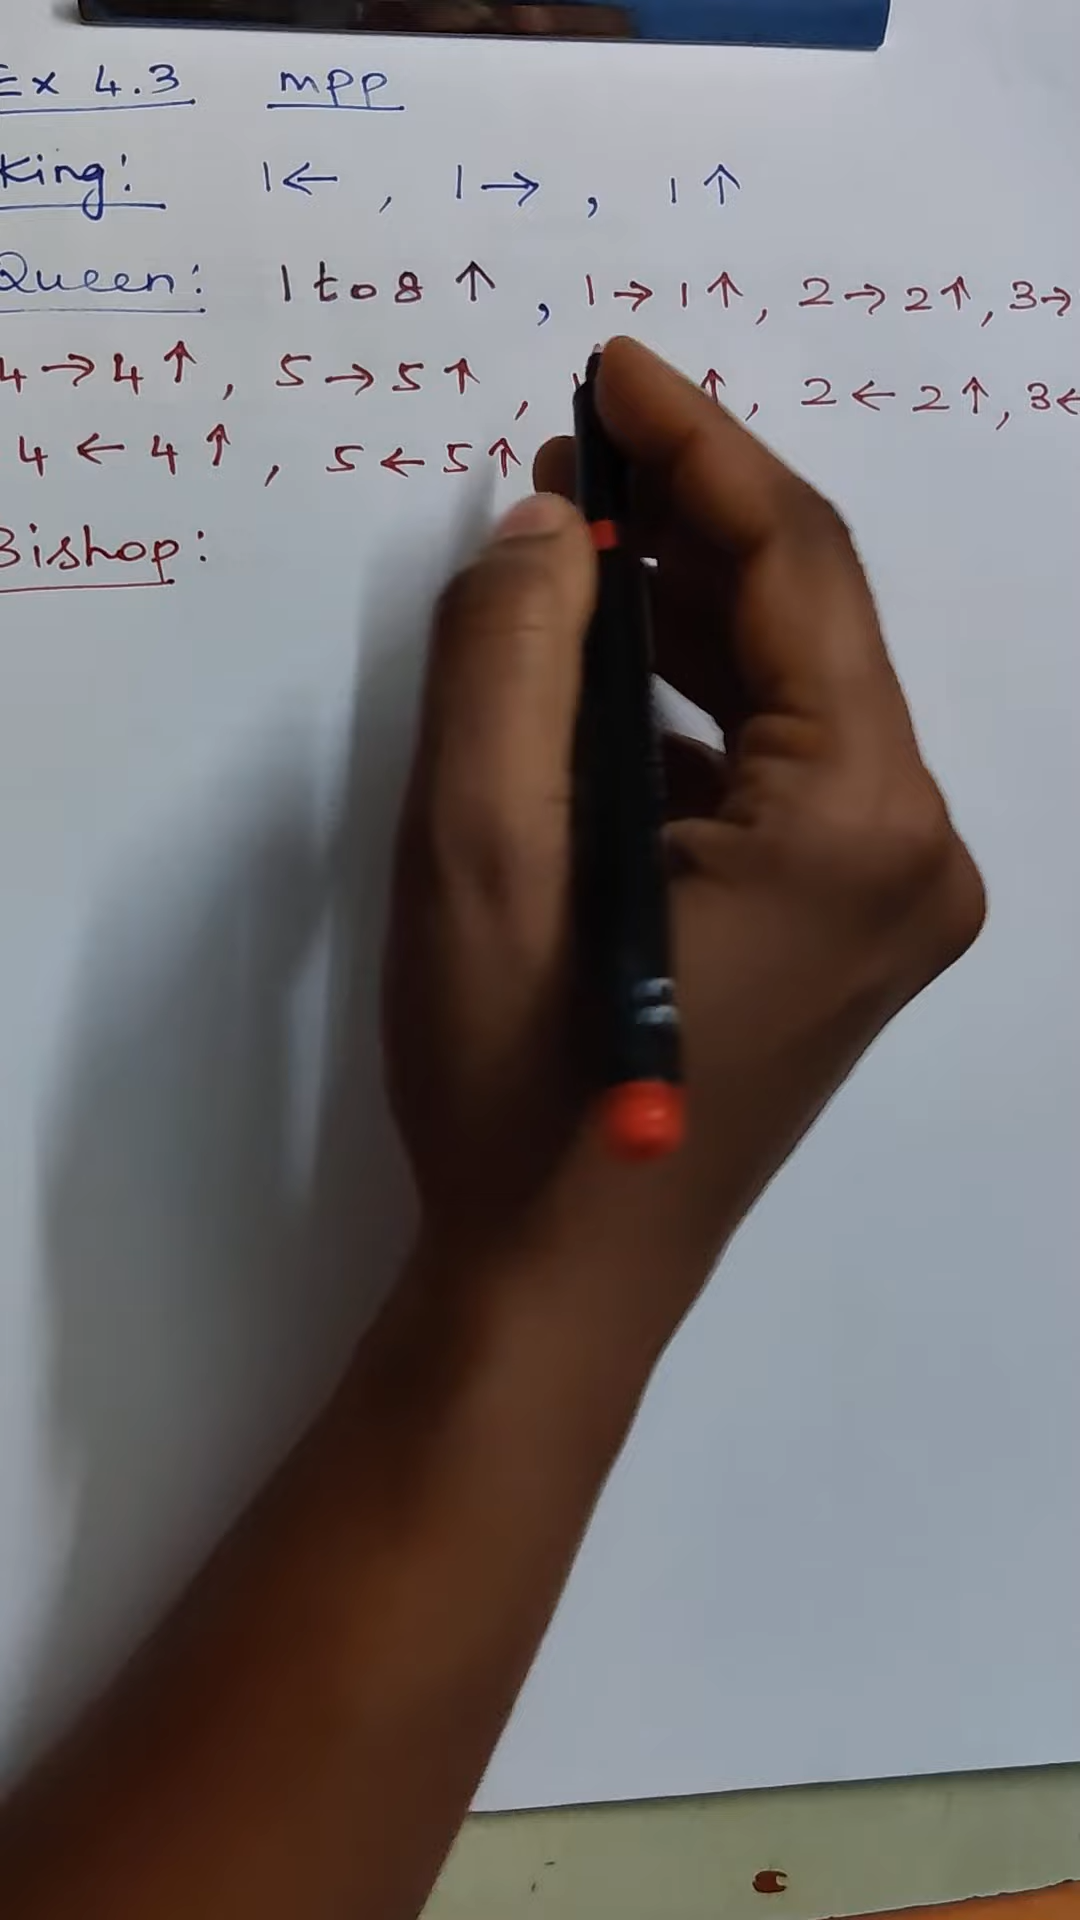 Ex 4.3 mpp
King: 1← , 1→ , 1↑
Queen: 1 to 8 ↑ , 1→1↑, 2→2↑, 3→
4→4↑ , 5→5↑ , ↑, 2←2↑, 3←
4←4↑ , 5←5↑
Bishop: